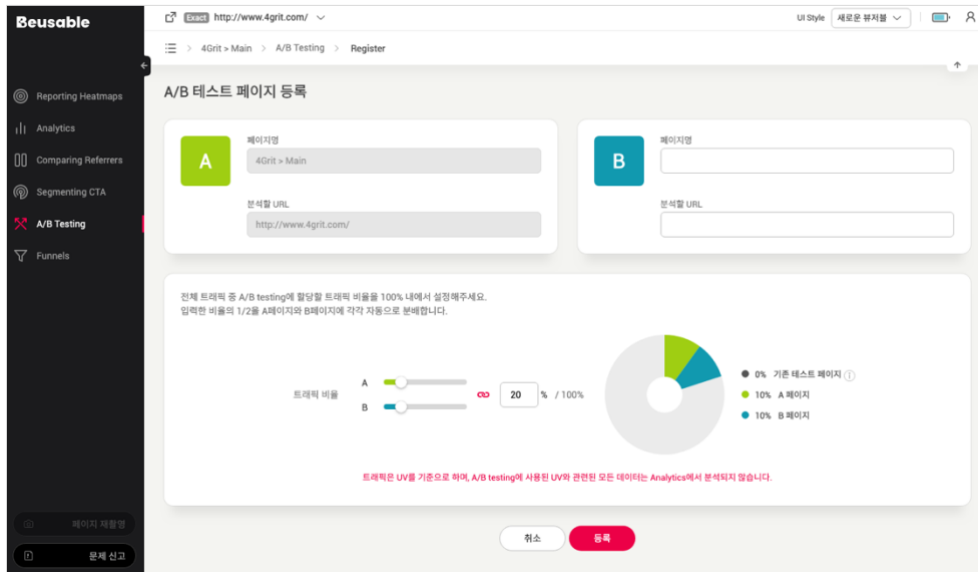 Beusable
Exact http://www.4grit.com/
UI Style 새로운 뷰저블
4Grit > Main > A/B Testing > Register
Reporting Heatmaps
Analytics
Comparing Referrers
Segmenting CTA
A/B Testing
Funnels
페이지 재촬영
문제 신고
A/B 테스트 페이지 등록
A
페이지명
4Grit > Main
분석할 URL
http://www.4grit.com/
B
페이지명
분석할 URL
전체 트래픽 중 A/B testing에 할당할 트래픽 비율을 100% 내에서 설정해주세요.
입력한 비율의 1/2을 A페이지와 B페이지에 각각 자동으로 분배합니다.
트래픽 비율
A
B
20 % / 100%
0% 기존 테스트 페이지
10% A 페이지
10% B 페이지
트래픽은 UV를 기준으로 하며, A/B testing에 사용된 UV와 관련된 모든 데이터는 Analytics에서 분석되지 않습니다.
취소
등록